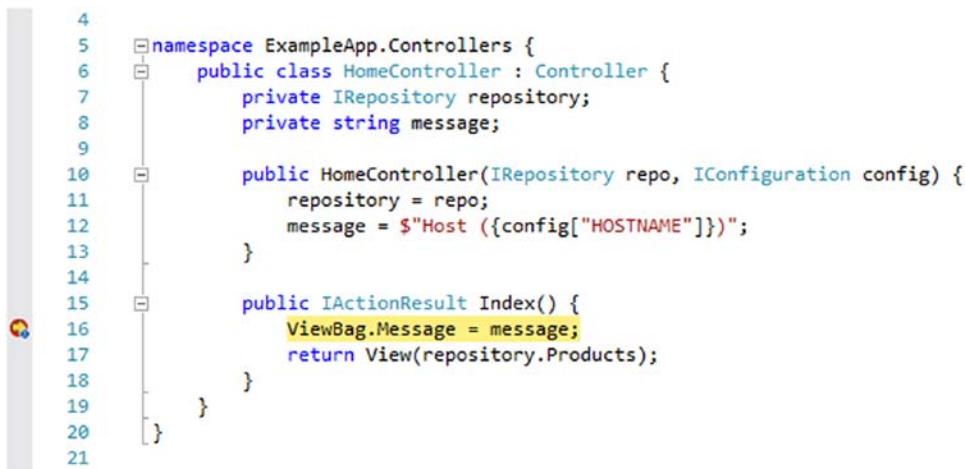 4
5 namespace ExampleApp.Controllers {
6 public class HomeController : Controller {
7 private IRepository repository;
8 private string message;
9
10 public HomeController(IRepository repo, IConfiguration config) {
11 repository = repo;
12 message = $"Host ({config["HOSTNAME"]})";
13 }
14
15 public IActionResult Index() {
16 ViewBag.Message = message;
17 return View(repository.Products);
18 }
19 }
20 }
21